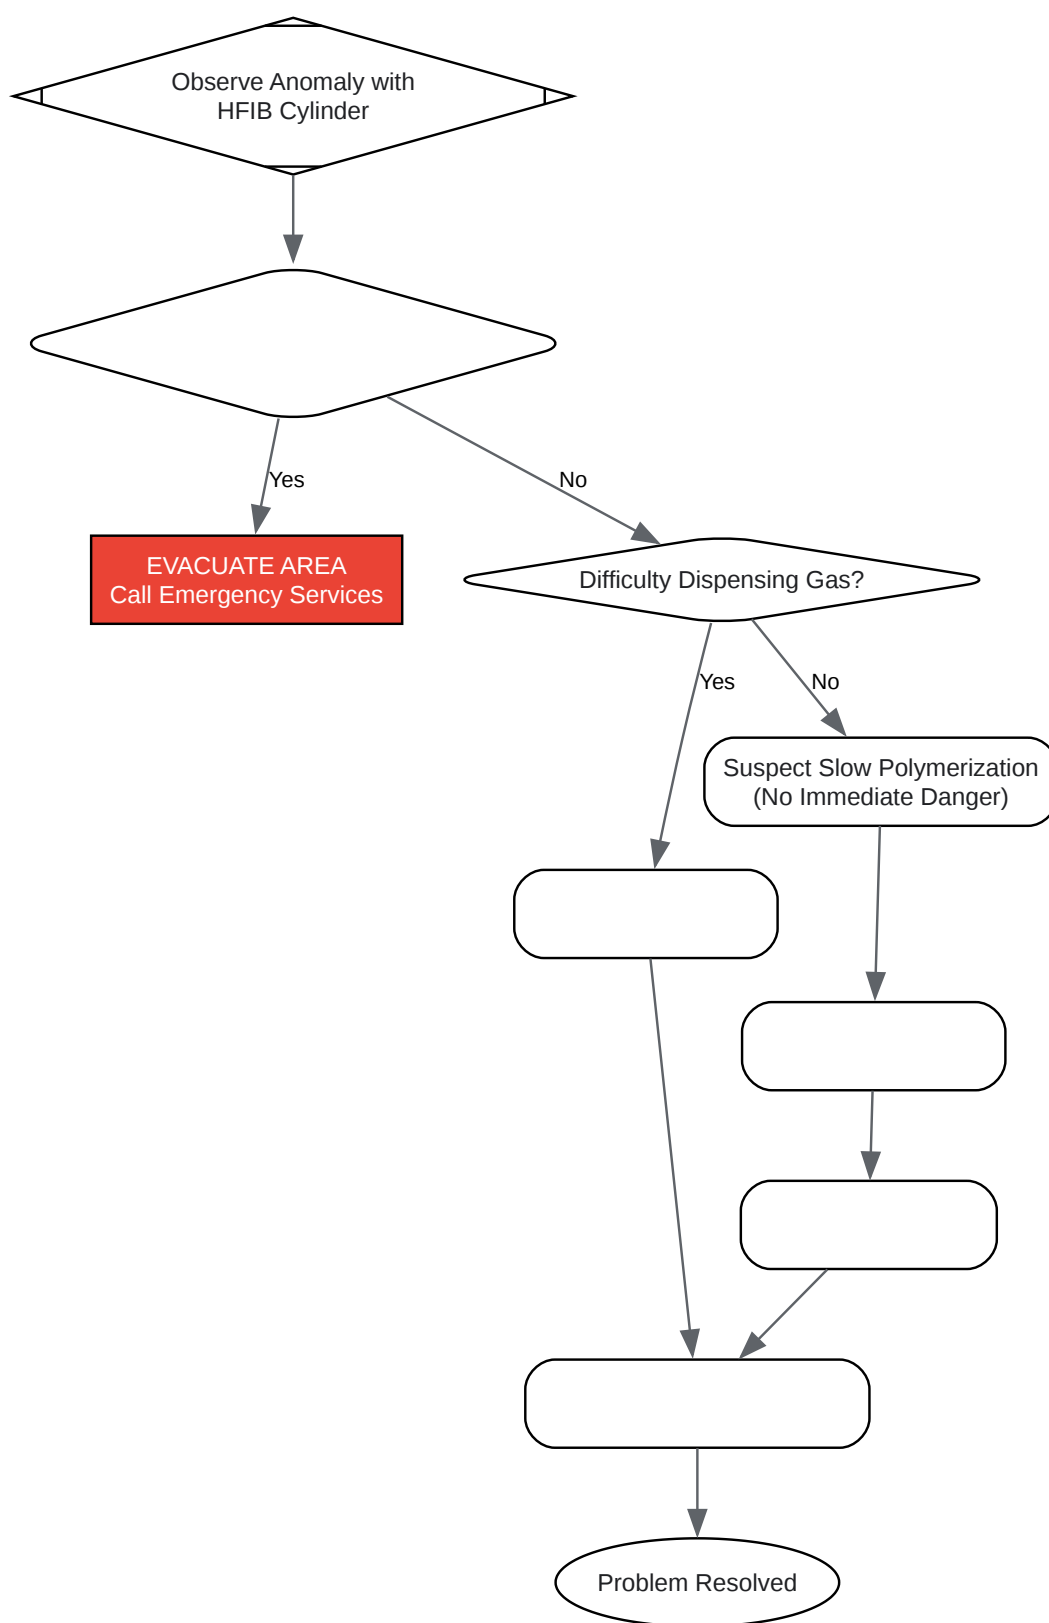 Observe Anomaly with
HFIB Cylinder
Yes
No
EVACUATE AREA
Call Emergency Services
Difficulty Dispensing Gas?
Yes
No
Suspect Slow Polymerization
(No Immediate Danger)
Problem Resolved